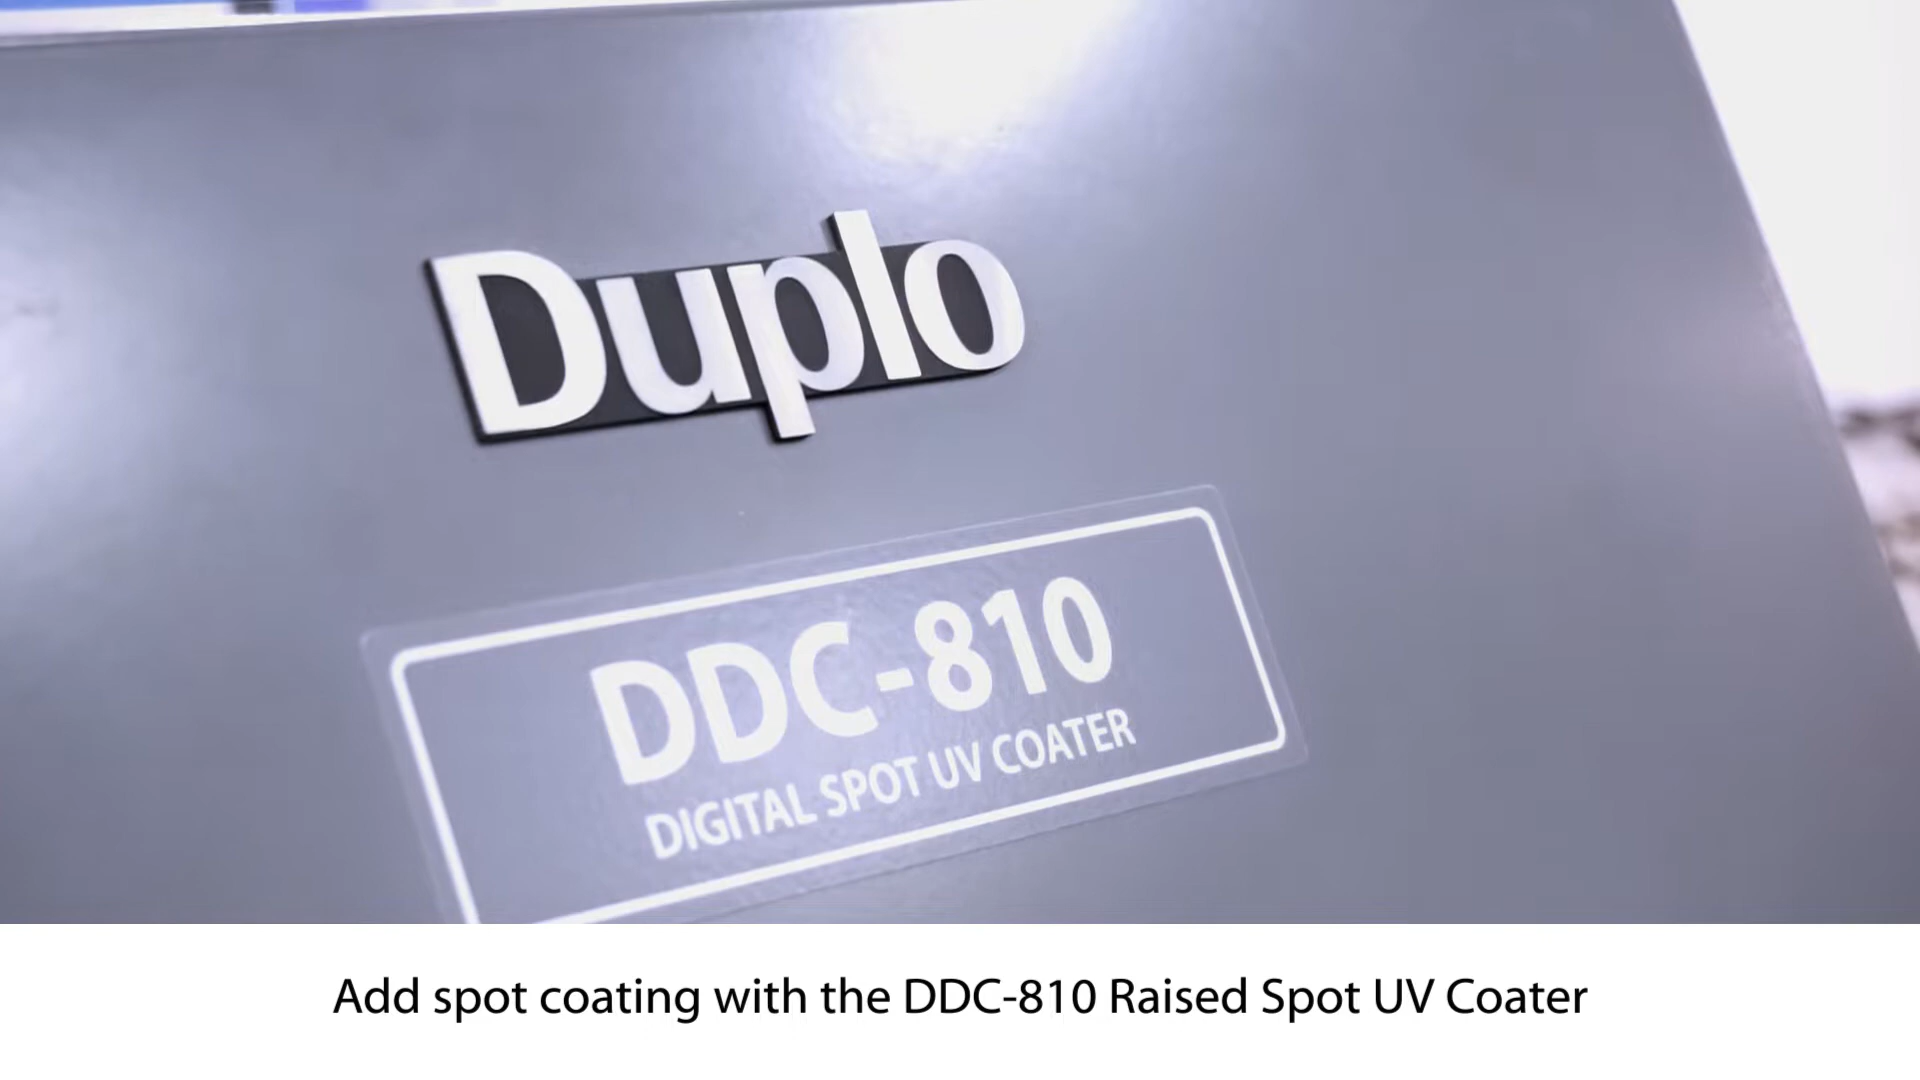 Duplo
DDC-810
DIGITAL SPOT UV COATER
Add spot coating with the DDC-810 Raised Spot UV Coater